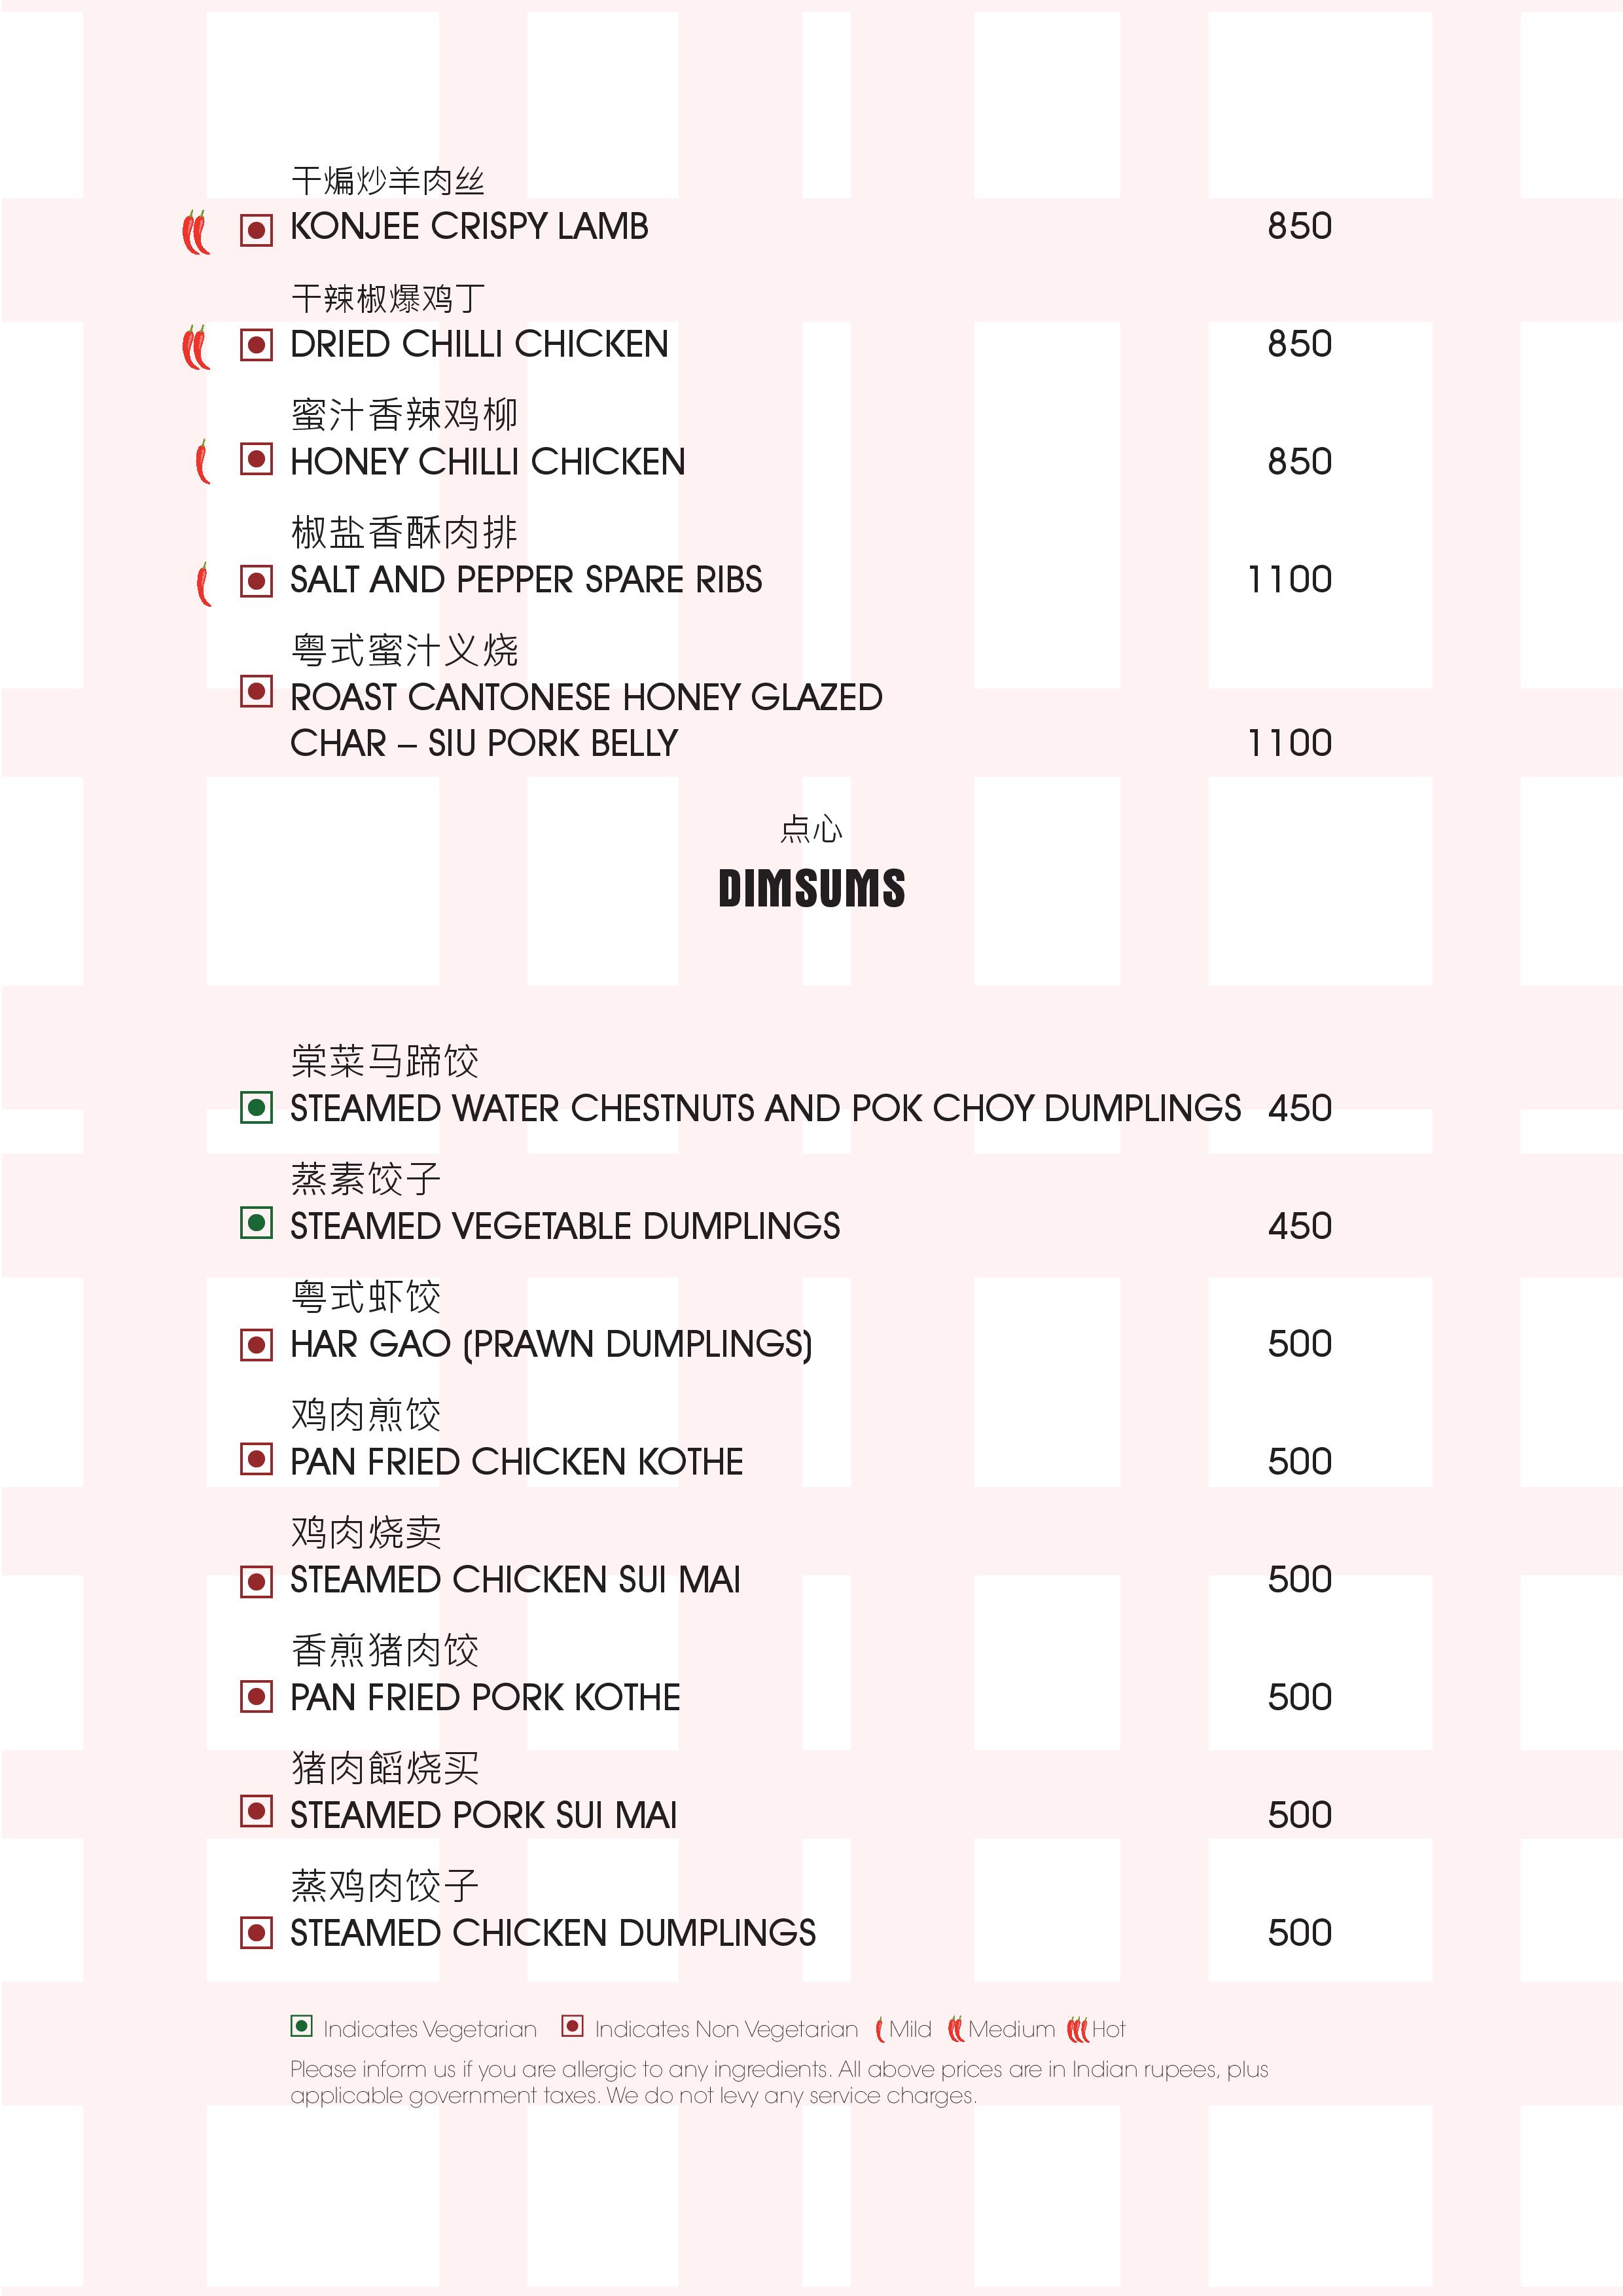 干煸炒羊肉丝
KONJEE CRISPY LAMB 850
干辣椒爆鸡丁
DRIED CHILLI CHICKEN 850
蜜汁香辣鸡柳
HONEY CHILLI CHICKEN 850
椒盐香酥肉排
SALT AND PEPPER SPARE RIBS 1100
粤式蜜汁义烧
ROAST CANTONESE HONEY GLAZED
CHAR – SIU PORK BELLY 1100
点心
DIMSUMS
棠菜马蹄饺
STEAMED WATER CHESTNUTS AND POK CHOY DUMPLINGS 450
蒸素饺子
STEAMED VEGETABLE DUMPLINGS 450
粤式虾饺
HAR GAO (PRAWN DUMPLINGS) 500
鸡肉煎饺
PAN FRIED CHICKEN KOTHE 500
鸡肉烧卖
STEAMED CHICKEN SUI MAI 500
香煎猪肉饺
PAN FRIED PORK KOTHE 500
猪肉饀烧买
STEAMED PORK SUI MAI 500
蒸鸡肉饺子
STEAMED CHICKEN DUMPLINGS 500
Indicates Vegetarian Indicates Non Vegetarian Mild Medium Hot
Please inform us if you are allergic to any ingredients. All above prices are in Indian rupees, plus
applicable government taxes. We do not levy any service charges.